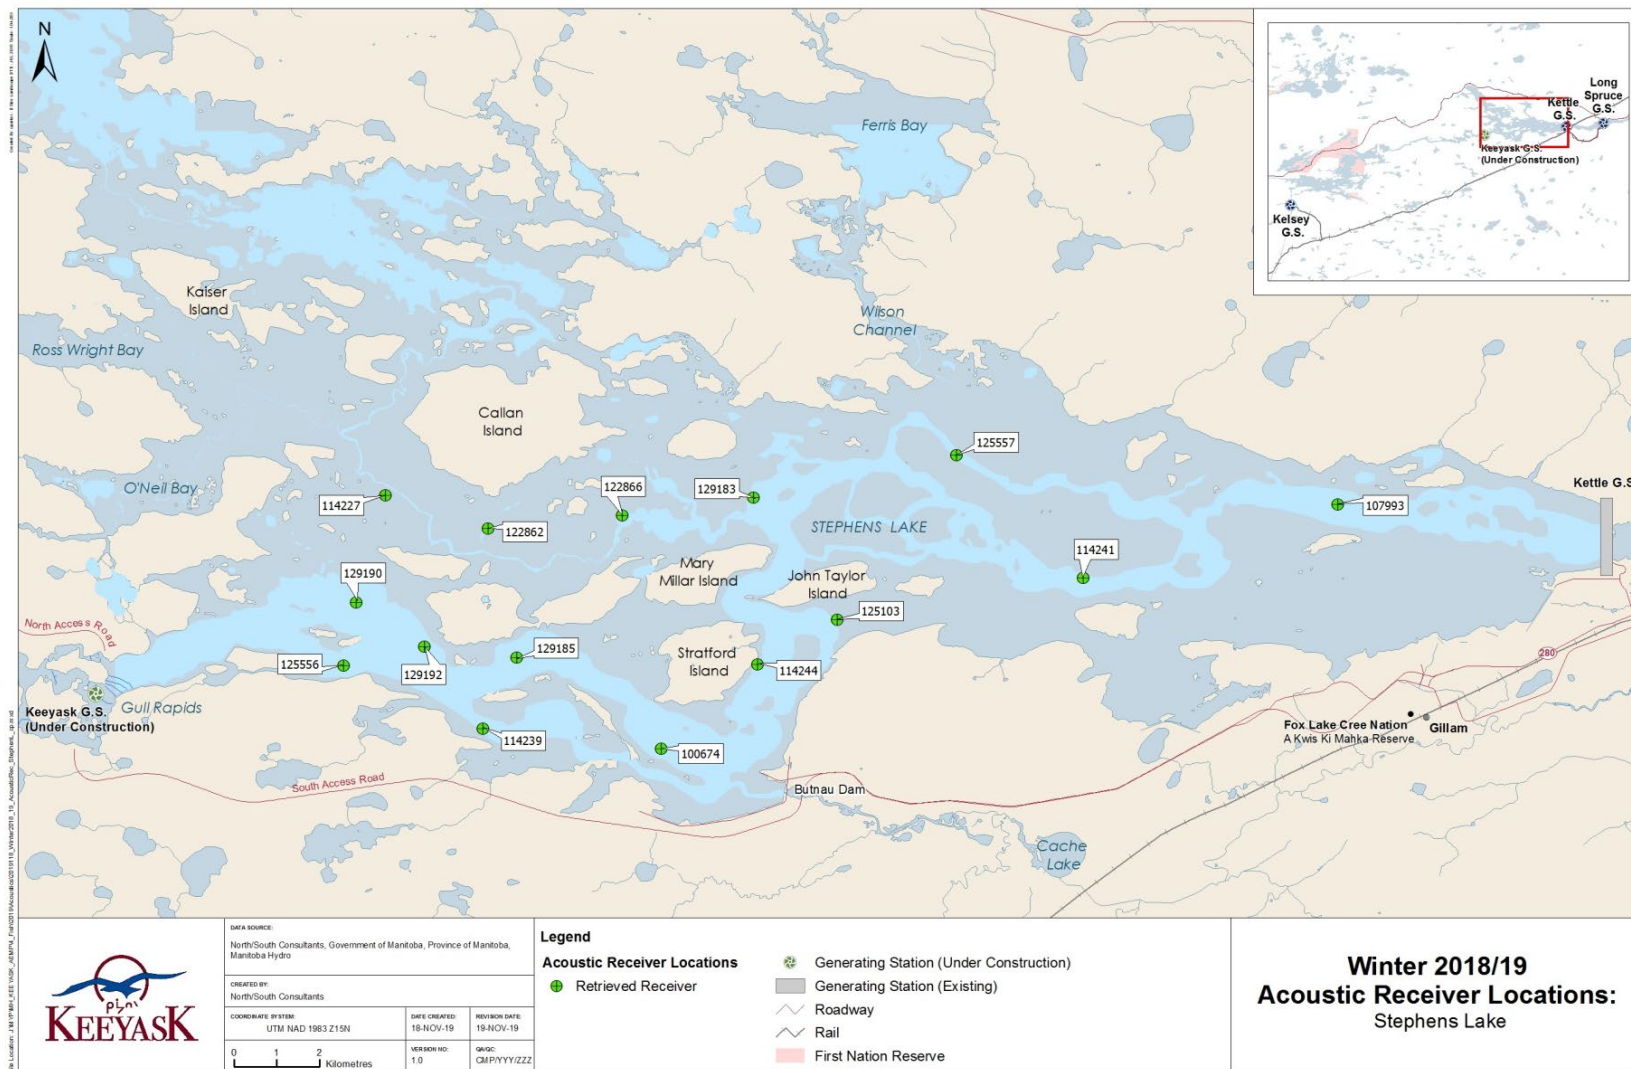 N
Ferris Bay
Kettle
G.S.
Long
Spruce
G.S.
Keeyask G.S.
(Under Construction)
Kelsey
G.S.
Kaiser
Island
Ross Wright Bay
Wilson
Channel
Callan
Island
O'Neil Bay
125557
122866
129183
114227
122862
STEPHENS LAKE
107993
Kettle G.S
114241
129190
Mary
Millar Island
John Taylor
Island
125103
North Access Road
125556
129192
129185
Stratford
Island
114244
280
Gull Rapids
Keeyask G.S.
(Under Construction)
114239
100674
Fox Lake Cree Nation
A Kwis Ki Mahka Reserve
Gillam
South Access Road
Butnau Dam
Cache
Lake
KEEYASK
DATA SOURCE:
North/South Consultants, Government of Manitoba, Province of Manitoba,
Manitoba Hydro
CREATED BY:
North/South Consultants
COORDINATE SYSTEM:
UTM NAD 1983 Z15N
DATE CREATED:
18-NOV-19
REVISION DATE:
19-NOV-19
0 1 2 Kilometres
VERSION NO:
1.0
QA/QC:
CMP/YYY/ZZZ
Legend
Acoustic Receiver Locations
Retrieved Receiver
Generating Station (Under Construction)
Generating Station (Existing)
Roadway
Rail
First Nation Reserve
Winter 2018/19
Acoustic Receiver Locations:
Stephens Lake